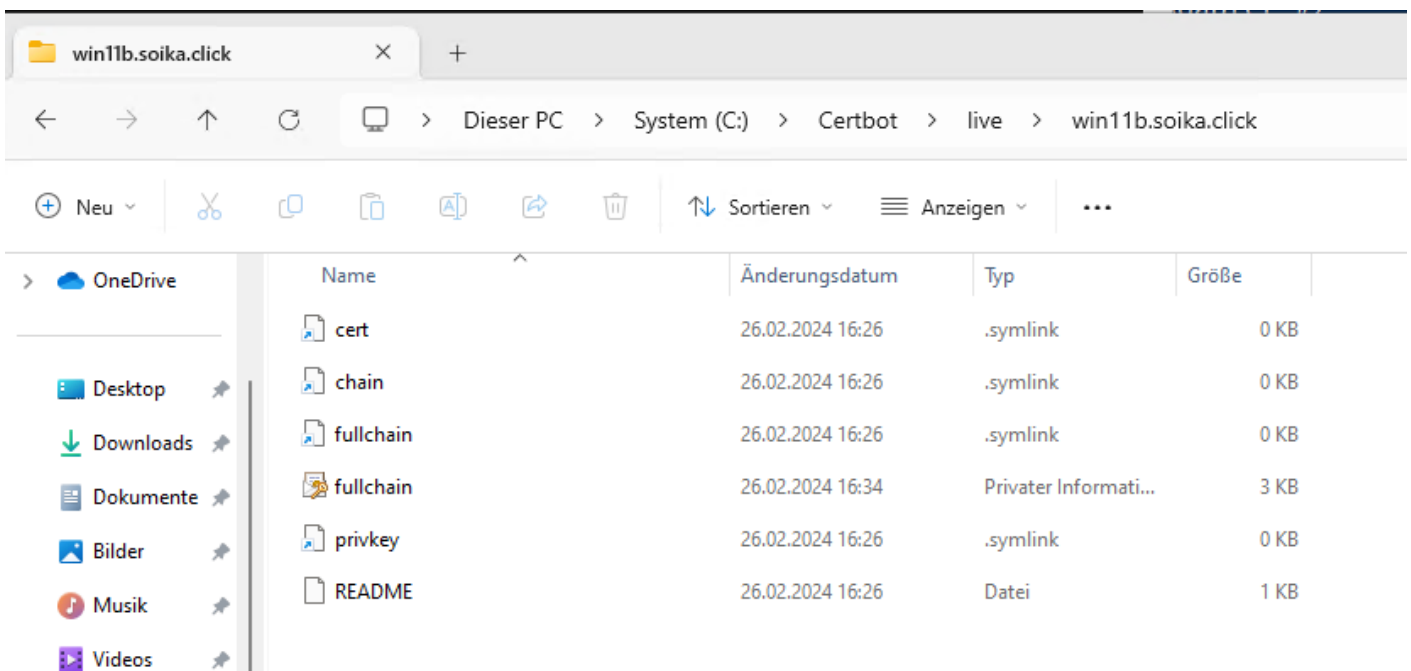 win11b.soika.click
Dieser PC > System (C:) > Certbot > live > win11b.soika.click
Neu Sortieren Anzeigen
OneDrive
Name Änderungsdatum Typ Größe
cert 26.02.2024 16:26 .symlink 0 KB
chain 26.02.2024 16:26 .symlink 0 KB
Desktop
fullchain 26.02.2024 16:26 .symlink 0 KB
Downloads
fullchain 26.02.2024 16:34 Privater Informati... 3 KB
Dokumente
privkey 26.02.2024 16:26 .symlink 0 KB
Bilder
README 26.02.2024 16:26 Datei 1 KB
Musik
Videos